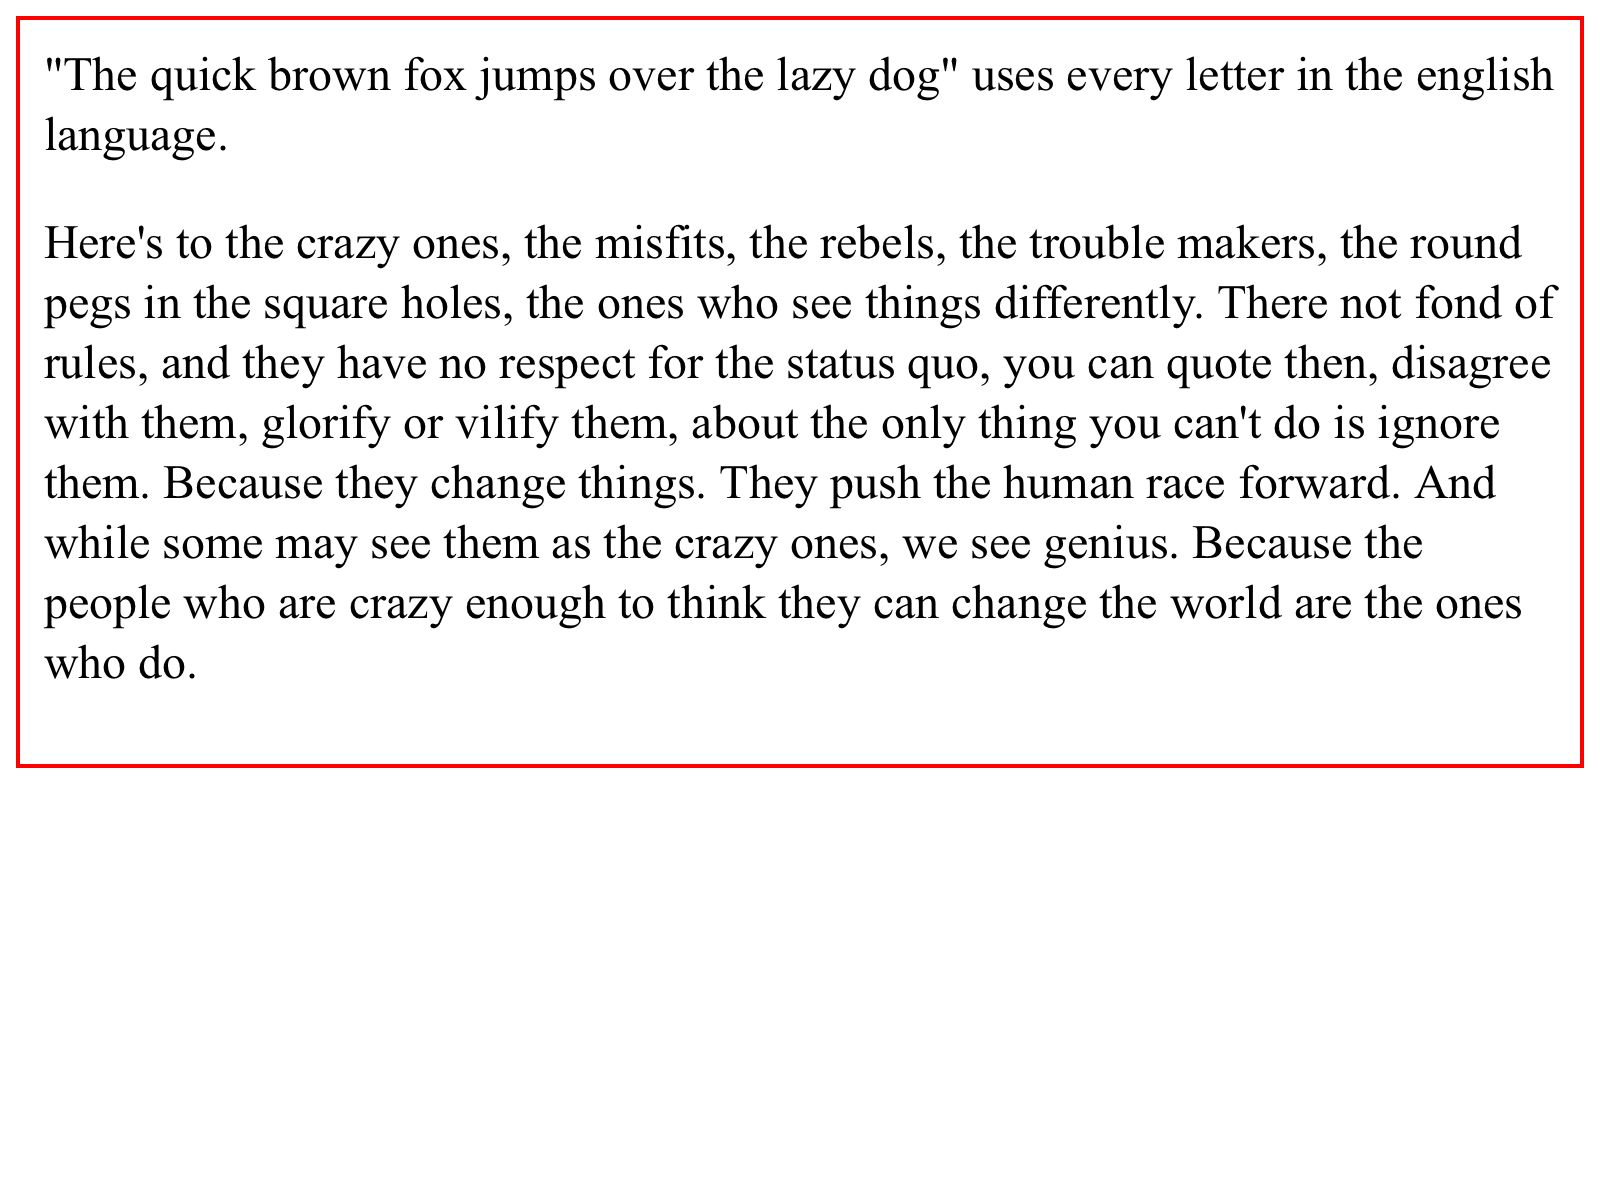 "The quick brown fox jumps over the lazy dog" uses every letter in the english
language.
Here's to the crazy ones, the misfits, the rebels, the trouble makers, the round
pegs in the square holes, the ones who see things differently. There not fond of
rules, and they have no respect for the status quo, you can quote then, disagree
with them, glorify or vilify them, about the only thing you can't do is ignore
them. Because they change things. They push the human race forward. And
while some may see them as the crazy ones, we see genius. Because the
people who are crazy enough to think they can change the world are the ones
who do.